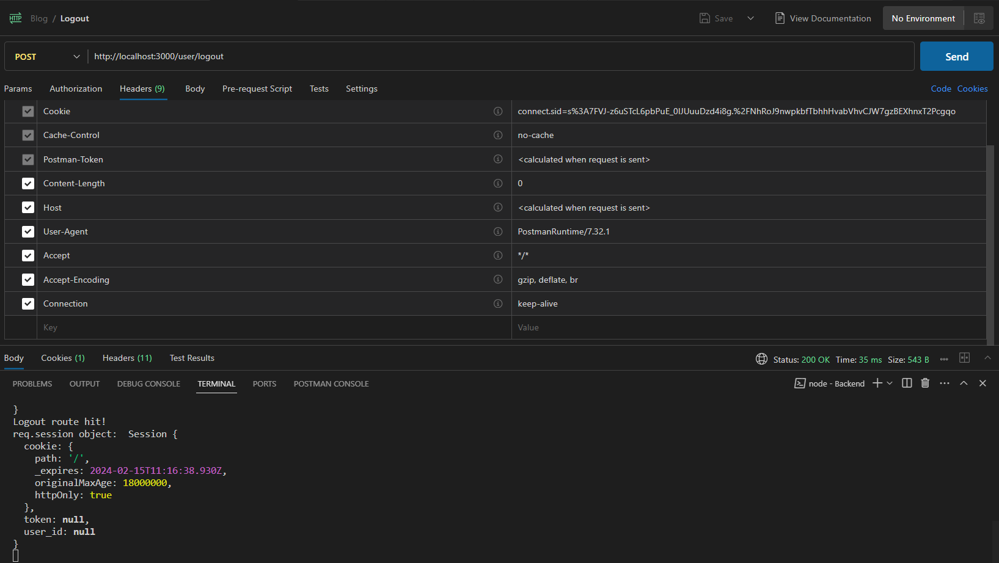 HTTP Blog / Logout Save View Documentation No Environment
POST http://localhost:3000/user/logout Send
Params Authorization Headers (9) Body Pre-request Script Tests Settings Code Cookies
Cookie connect.sid=s%3A7FVJ-z6uSTcL6pbPuE_0IJUuuDzd4i8g.%2FNhRoJ9nwpkbfTbhhHvabVhvCJW7gzBEXhnxT2Pcgqo
Cache-Control no-cache
Postman-Token <calculated when request is sent>
Content-Length 0
Host <calculated when request is sent>
User-Agent PostmanRuntime/7.32.1
Accept */*
Accept-Encoding gzip, deflate, br
Connection keep-alive
Key Value
Body Cookies (1) Headers (11) Test Results Status: 200 OK Time: 35 ms Size: 543 B
PROBLEMS OUTPUT DEBUG CONSOLE TERMINAL PORTS POSTMAN CONSOLE node - Backend
}
Logout route hit!
req.session object:  Session {
  cookie: {
    path: '/',
    _expires: 2024-02-15T11:16:38.930Z,
    originalMaxAge: 18000000,
    httpOnly: true
  },
  token: null,
  user_id: null
}